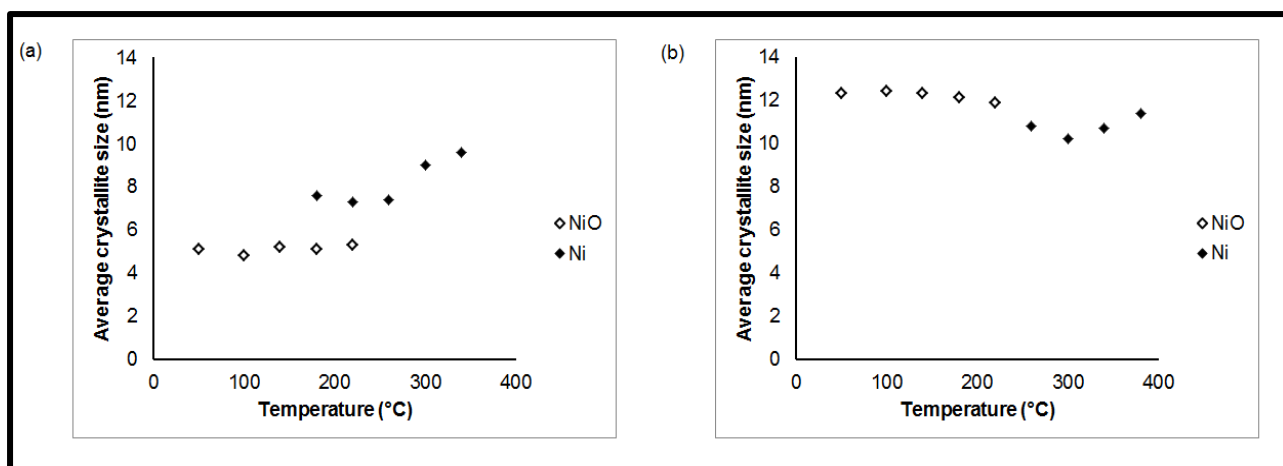 (a)
Average crystallite size (nm)
14
12
10
8
6
4
2
0
0 100 200 300 400
Temperature (°C)
NiO
Ni
(b)
Average crystallite size (nm)
14
12
10
8
6
4
2
0
0 100 200 300 400
Temperature (°C)
NiO
Ni